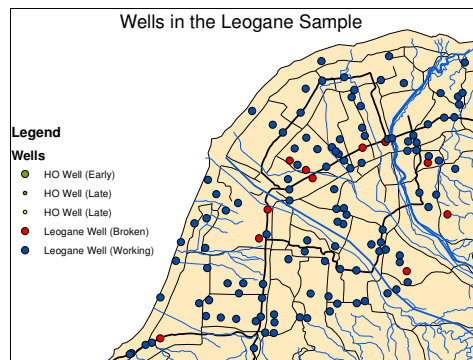 Wells in the Leogane Sample
Legend
Wells
HO Well (Early)
HO Well (Late)
HO Well (Late)
Leogane Well (Broken)
Leogane Well (Working)